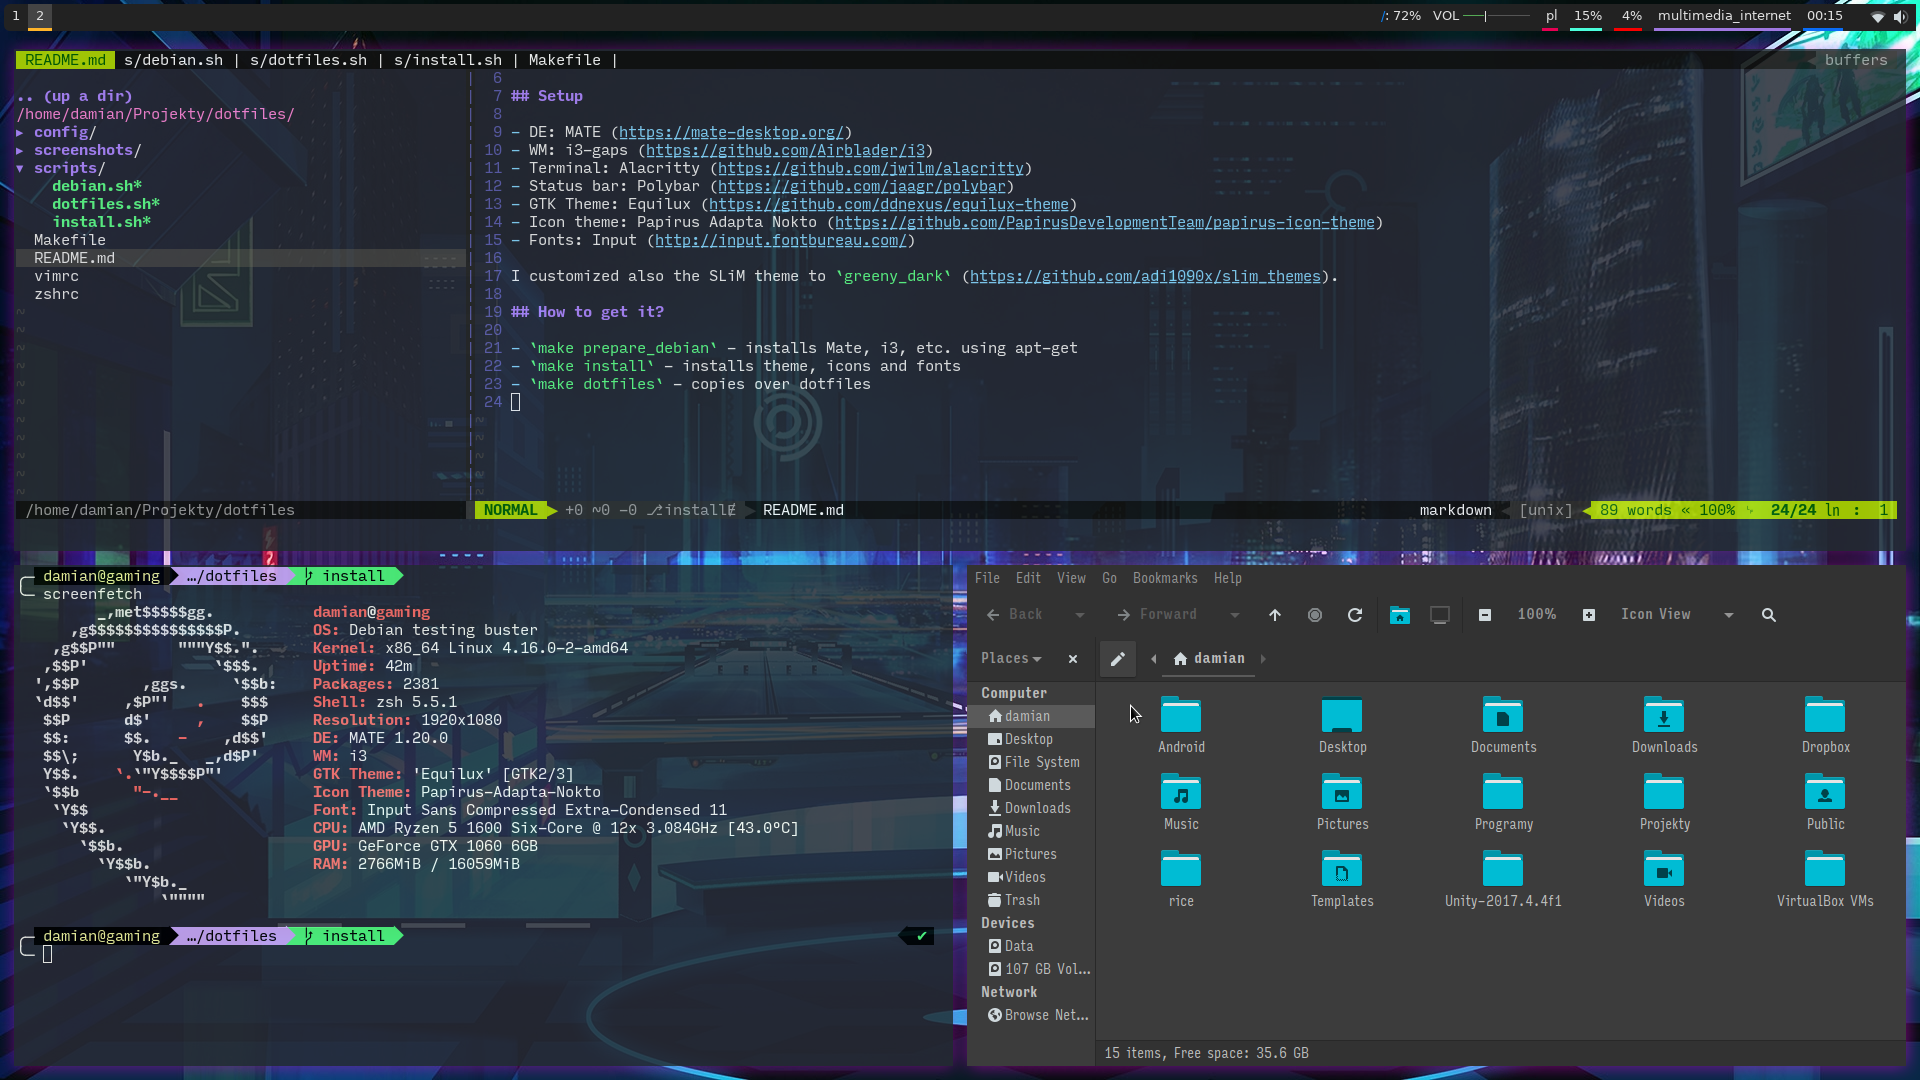 1 2 /: 72% VOL pl 15% 4% multimedia_internet 00:15
README.md s/debian.sh | s/dotfiles.sh | s/install.sh | Makefile | buffers
.. (up a dir)
/home/damian/Projekty/dotfiles/
▸ config/
▸ screenshots/
▾ scripts/
debian.sh*
dotfiles.sh*
install.sh*
Makefile
README.md
vimrc
zshrc
/home/damian/Projekty/dotfiles
6
7 ## Setup
8
9 - DE: MATE (https://mate-desktop.org/)
10 - WM: i3-gaps (https://github.com/Airblader/i3)
11 - Terminal: Alacritty (https://github.com/jwilm/alacritty)
12 - Status bar: Polybar (https://github.com/jaagr/polybar)
13 - GTK Theme: Equilux (https://github.com/ddnexus/equilux-theme)
14 - Icon theme: Papirus Adapta Nokto (https://github.com/PapirusDevelopmentTeam/papirus-icon-theme)
15 - Fonts: Input (http://input.fontbureau.com/)
16
17 I customized also the SLiM theme to `greeny_dark` (https://github.com/adi1090x/slim_themes).
18
19 ## How to get it?
20
21 - `make prepare_debian` - installs Mate, i3, etc. using apt-get
22 - `make install` - installs theme, icons and fonts
23 - `make dotfiles` - copies over dotfiles
24
NORMAL +0 ~0 -0 install README.md markdown [unix] 89 words « 100% 24/24 ln : 1
damian@gaming …/dotfiles install
screenfetch
_,met$$$$$gg.
,g$$$$$$$$$$$$$$$P.
,g$$P"" """Y$$.".
,$$P' `$$$.
',$$P ,ggs. `$$b:
`d$$' ,$P"' . $$$
$$P d$' , $$P
$$: $$. - ,d$$'
$$\; Y$b._ _,d$P'
Y$$. `.`"Y$$$$P"'
`$$b "-.__
`Y$$
`Y$$.
`$$b.
`Y$$b.
`"Y$b._
`""""
damian@gaming
OS: Debian testing buster
Kernel: x86_64 Linux 4.16.0-2-amd64
Uptime: 42m
Packages: 2381
Shell: zsh 5.5.1
Resolution: 1920x1080
DE: MATE 1.20.0
WM: i3
GTK Theme: 'Equilux' [GTK2/3]
Icon Theme: Papirus-Adapta-Nokto
Font: Input Sans Compressed Extra-Condensed 11
CPU: AMD Ryzen 5 1600 Six-Core @ 12x 3.084GHz [43.0°C]
GPU: GeForce GTX 1060 6GB
RAM: 2766MiB / 16059MiB
damian@gaming …/dotfiles install ✔
File Edit View Go Bookmarks Help
Back Forward 100% Icon View
Places damian
Computer
damian
Desktop
File System
Documents
Downloads
Music
Pictures
Videos
Trash
Devices
Data
107 GB Vol...
Network
Browse Net...
Android Desktop Documents Downloads Dropbox
Music Pictures Programy Projekty Public
rice Templates Unity-2017.4.4f1 Videos VirtualBox VMs
15 items, Free space: 35.6 GB